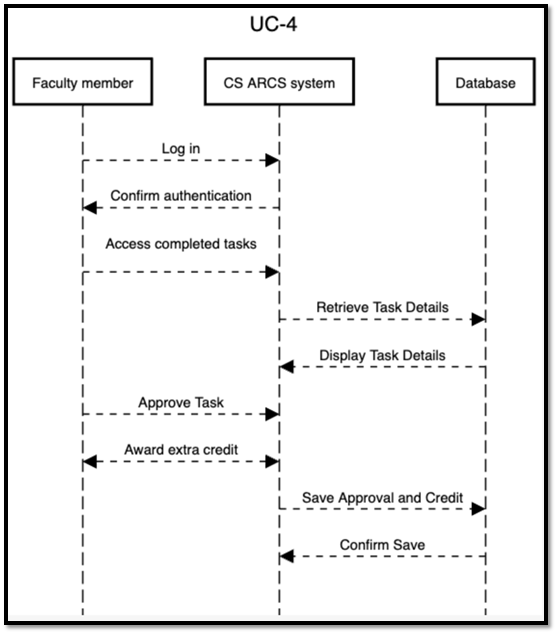 UC-4
Faculty member
CS ARCS system
Database
Log in
Confirm authentication
Access completed tasks
Retrieve Task Details
Display Task Details
Approve Task
Award extra credit
Save Approval and Credit
Confirm Save